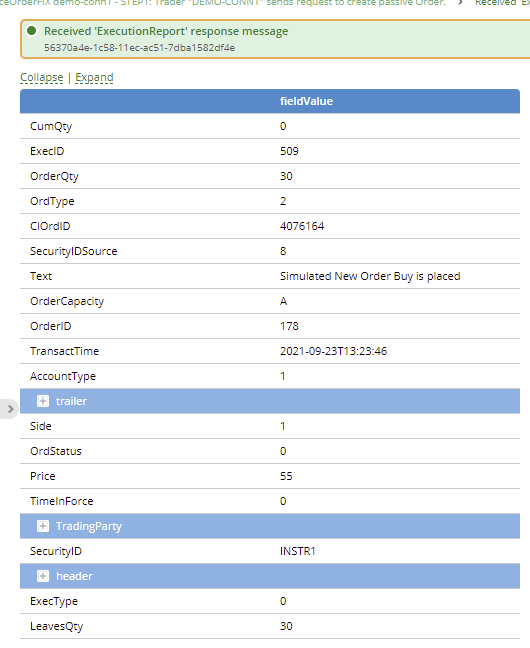 ceOrderFIX demo-conn1 - STEP1: Trader "DEMO-CONN1" sends request to create passive Order. > Received 'Ex
Received 'ExecutionReport' response message
56370a4e-1c58-11ec-ac51-7dba1582df4e
Collapse | Expand
fieldValue
CumQty 0
ExecID 509
OrderQty 30
OrdType 2
ClOrdID 4076164
SecurityIDSource 8
Text Simulated New Order Buy is placed
OrderCapacity A
OrderID 178
TransactTime 2021-09-23T13:23:46
AccountType 1
trailer
Side 1
OrdStatus 0
Price 55
TimeInForce 0
TradingParty
SecurityID INSTR1
header
ExecType 0
LeavesQty 30